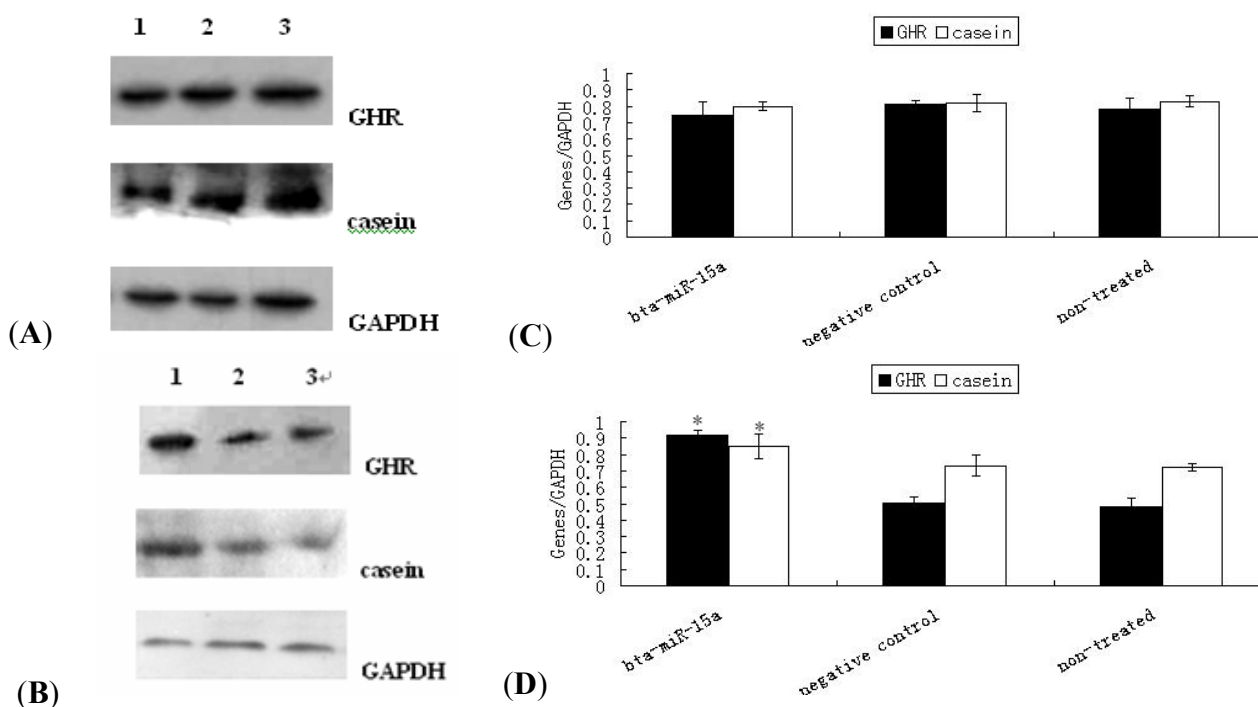 1 2 3
GHR
casein
GAPDH
(A)
GHR casein
Genes/GAPDH
1
0.9
0.8
0.7
0.6
0.5
0.4
0.3
0.2
0.1
0
bta-miR-15a
negative control
non-treated
(C)
1 2 3↵
GHR
casein
GAPDH
(B)
GHR casein
Genes/GAPDH
1
0.9
0.8
0.7
0.6
0.5
0.4
0.3
0.2
0.1
0
* *
bta-miR-15a
negative control
non-treated
(D)